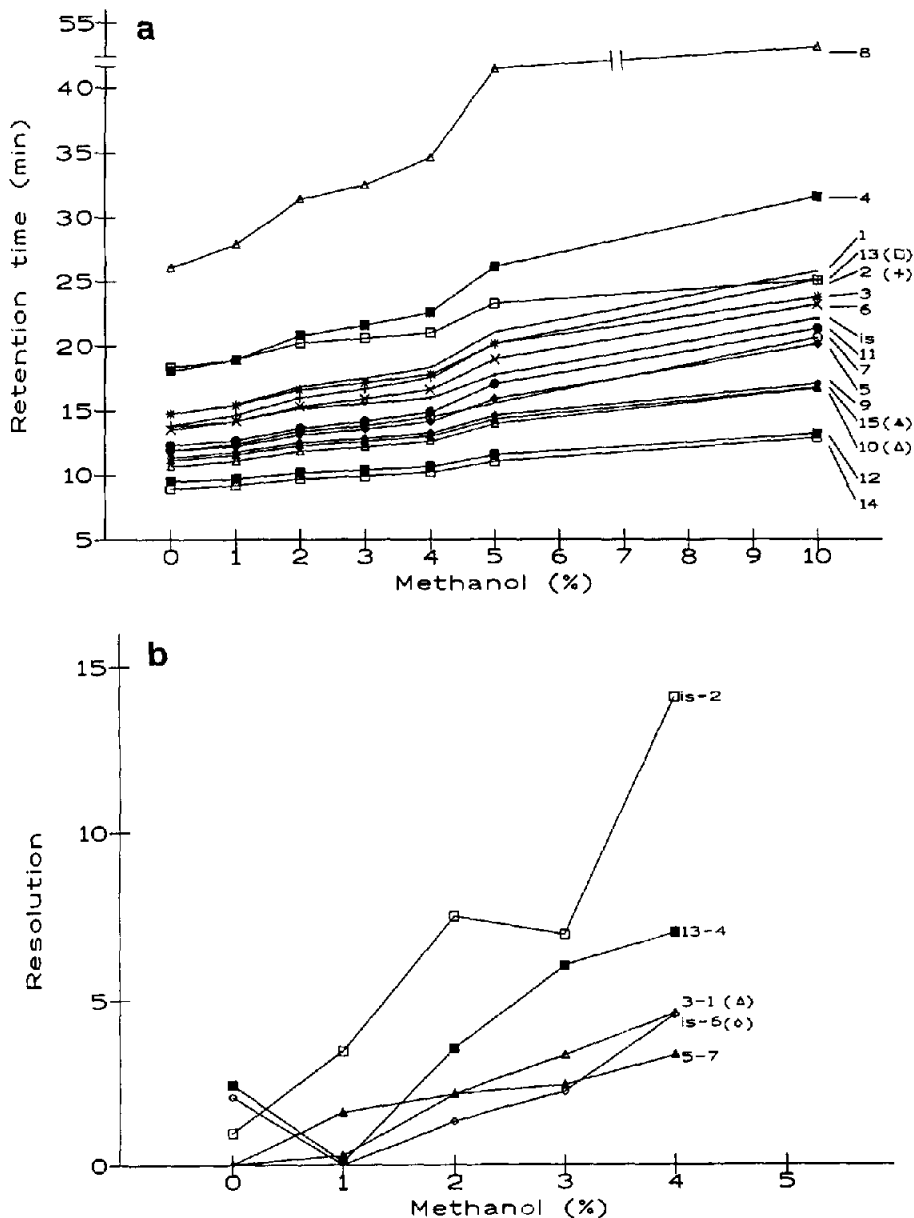 a
55
40
35
30
25
20
15
10
5
Retention time (min)
8
4
1
13 (□)
2 (+)
3
6
is
11
7
5
9
15 (▲)
10 (△)
12
14
0 1 2 3 4 5 6 7 8 9 10
Methanol (%)
b
15
10
5
0
Resolution
is-2
13-4
3-1 (△)
is-6 (◇)
5-7
0 1 2 3 4 5
Methanol (%)